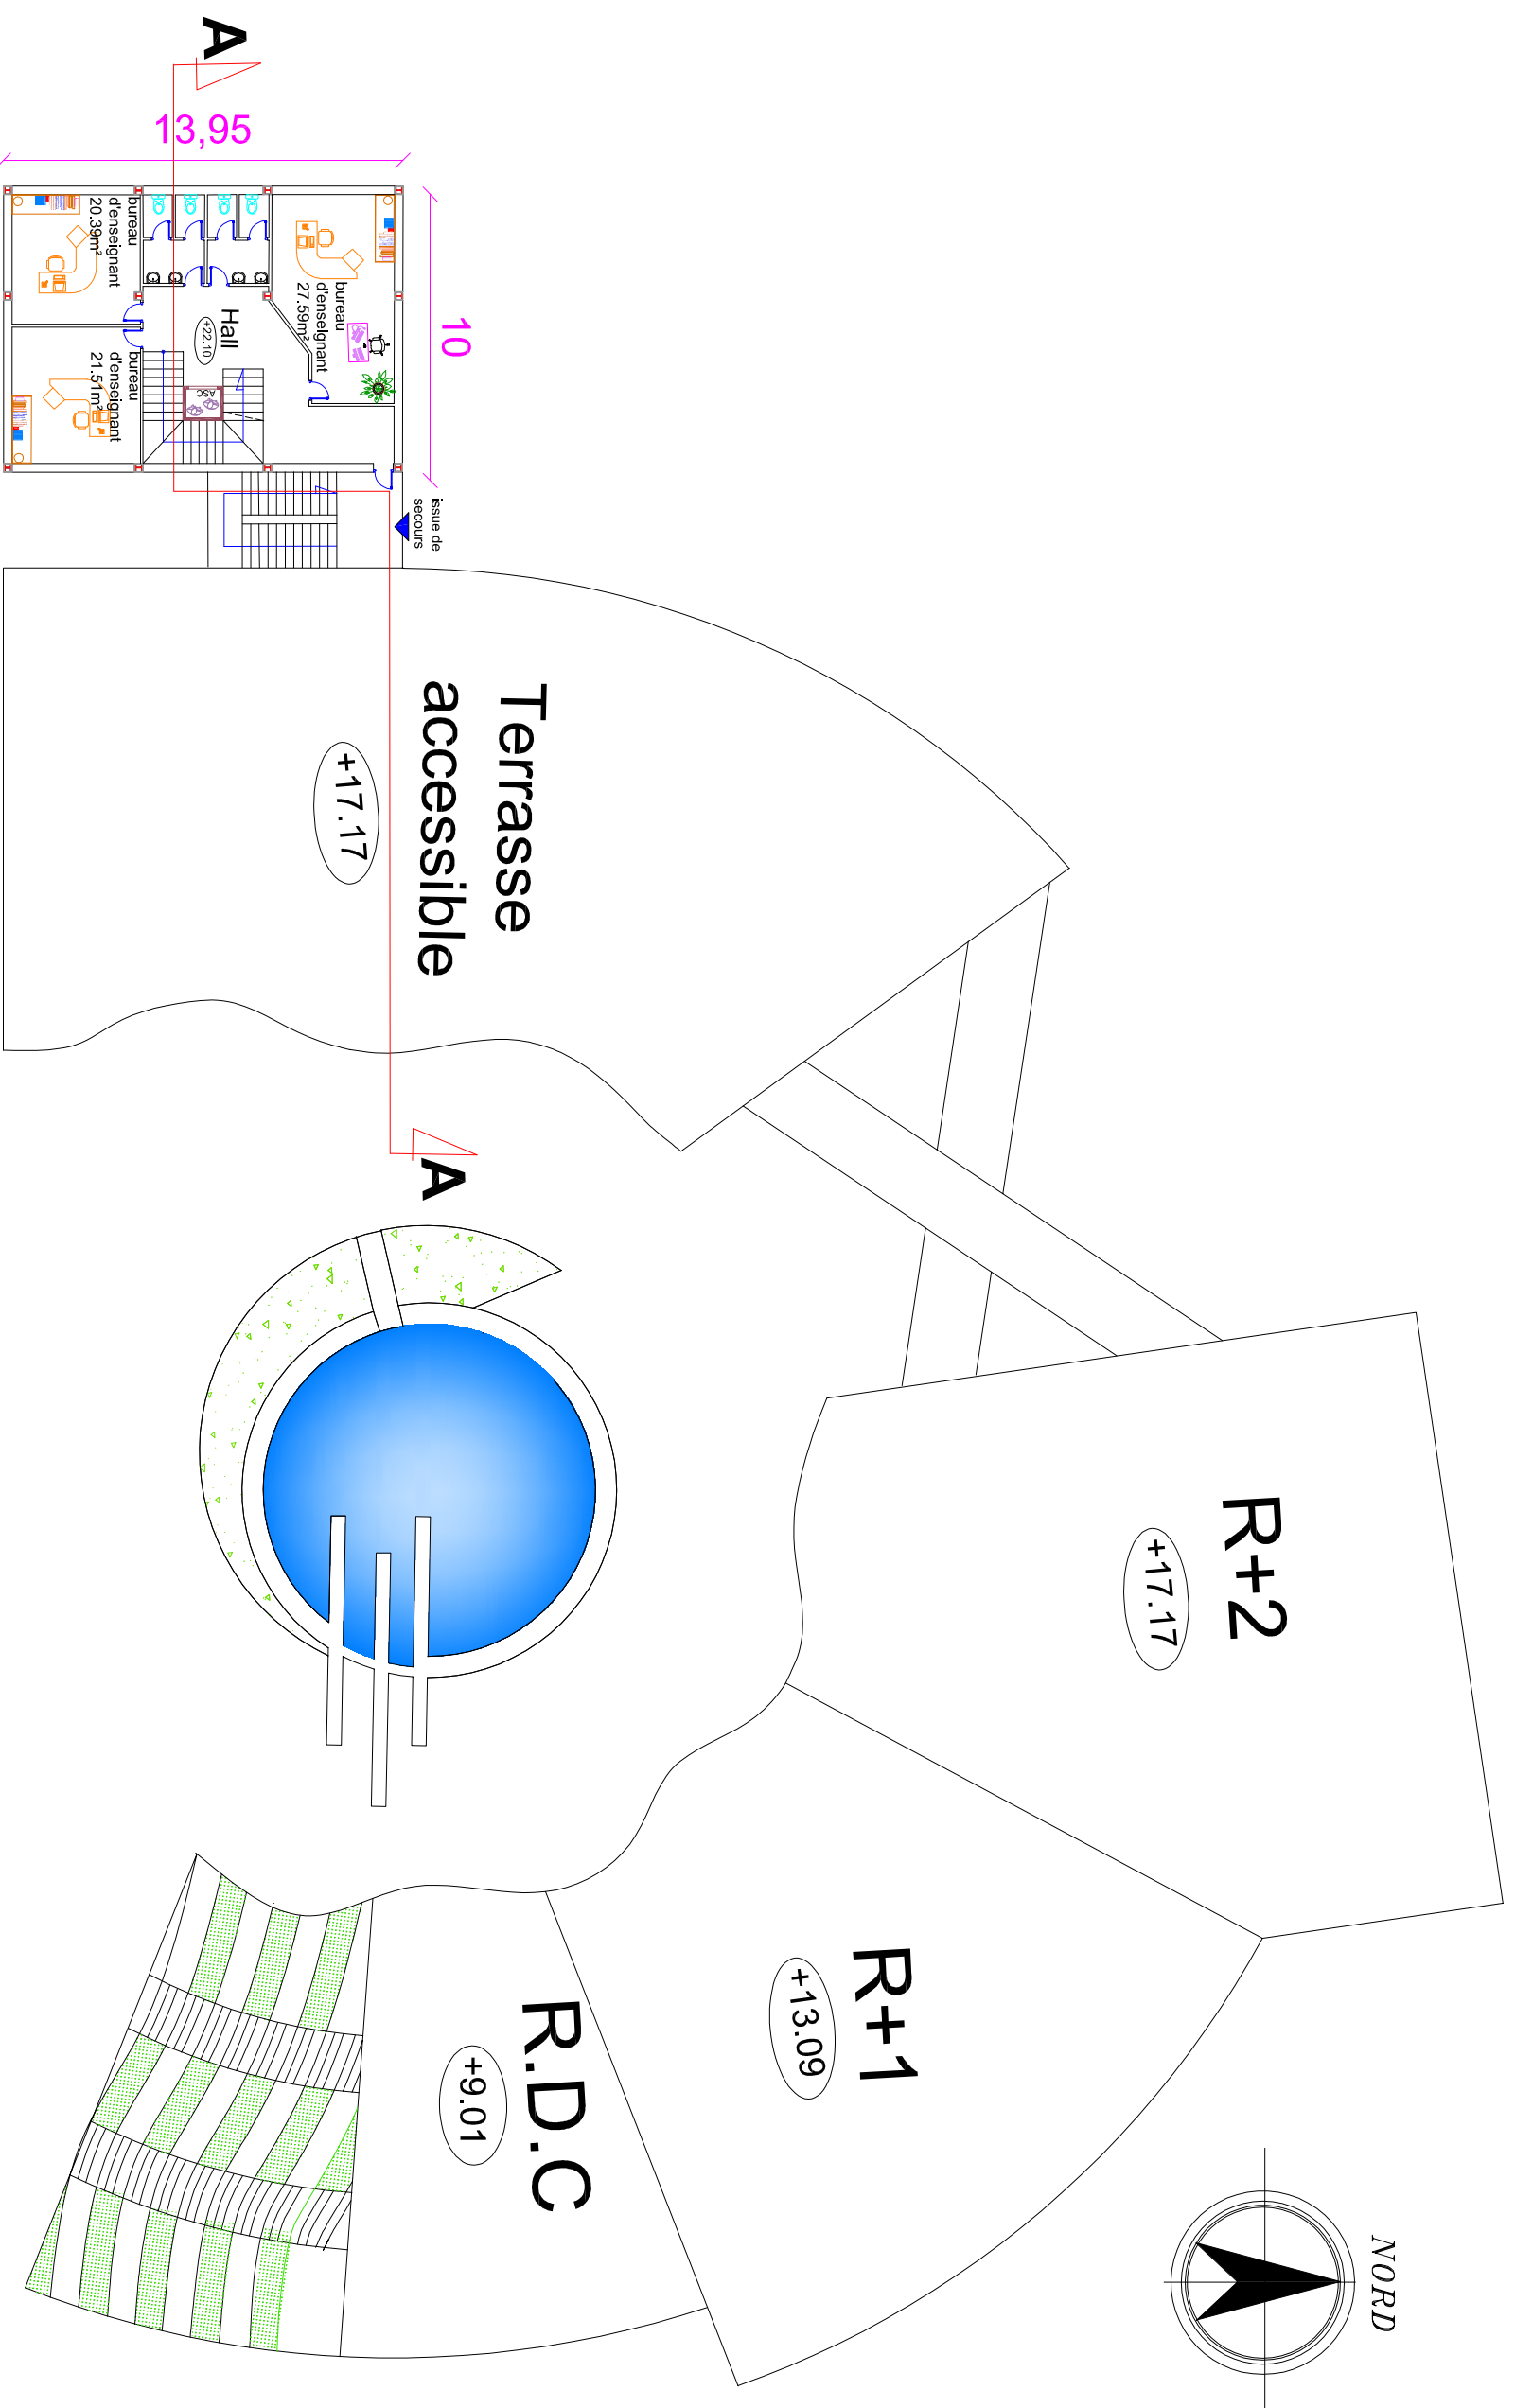 A
13,95
10
bureau
d'enseignant
20.39m²
bureau
d'enseignant
27.59m²
Hall
+22.10
ASC
bureau
d'enseignant
21.51m²
issue de
secours
Terrasse
accessible
+17.17
A
R+2
+17.17
R+1
+13.09
R.D.C
+9.01
NORD